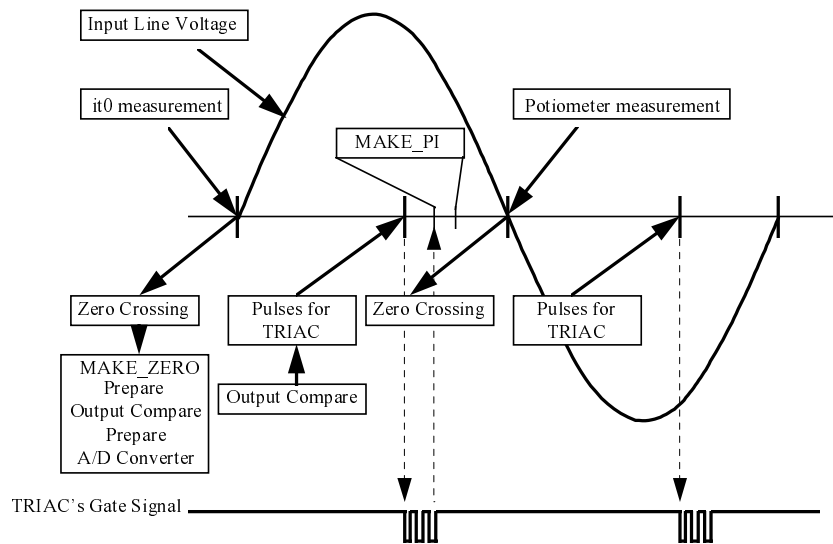 Input Line Voltage
it0 measurement
Potiometer measurement
MAKE_PI
Zero Crossing
Pulses for
TRIAC
Zero Crossing
Pulses for
TRIAC
MAKE_ZERO
Prepare
Output Compare
Prepare
A/D Converter
Output Compare
TRIAC's Gate Signal